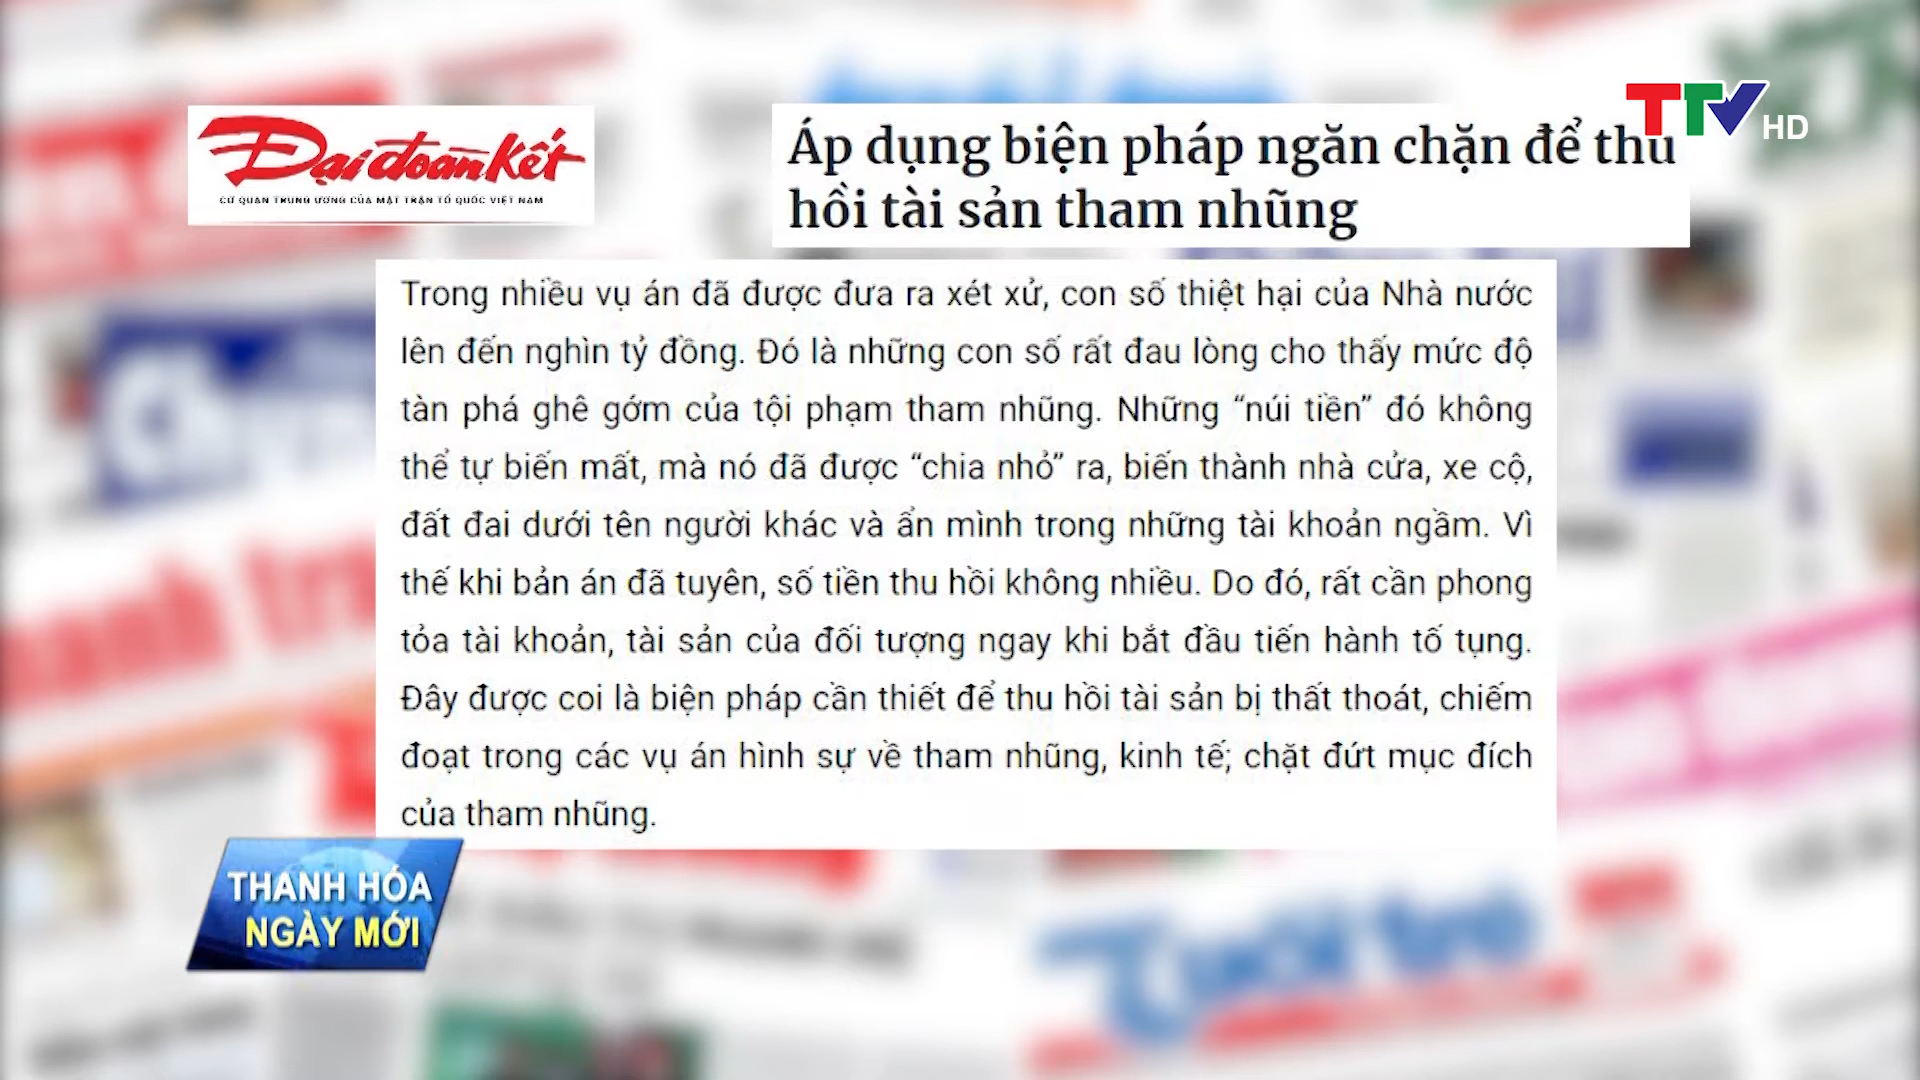 Đại đoàn kết
CƠ QUAN TRUNG ƯƠNG CỦA MẶT TRẬN TỔ QUỐC VIỆT NAM
Áp dụng biện pháp ngăn chặn để thu
hồi tài sản tham nhũng
TTV HD
Trong nhiều vụ án đã được đưa ra xét xử, con số thiệt hại của Nhà nước
lên đến nghìn tỷ đồng. Đó là những con số rất đau lòng cho thấy mức độ
tàn phá ghê gớm của tội phạm tham nhũng. Những “núi tiền” đó không
thể tự biến mất, mà nó đã được “chia nhỏ” ra, biến thành nhà cửa, xe cộ,
đất đai dưới tên người khác và ẩn mình trong những tài khoản ngầm. Vì
thế khi bản án đã tuyên, số tiền thu hồi không nhiều. Do đó, rất cần phong
tỏa tài khoản, tài sản của đối tượng ngay khi bắt đầu tiến hành tố tụng.
Đây được coi là biện pháp cần thiết để thu hồi tài sản bị thất thoát, chiếm
đoạt trong các vụ án hình sự về tham nhũng, kinh tế; chặt đứt mục đích
của tham nhũng.
THANH HÓA
NGÀY MỚI
Tuổi trẻ